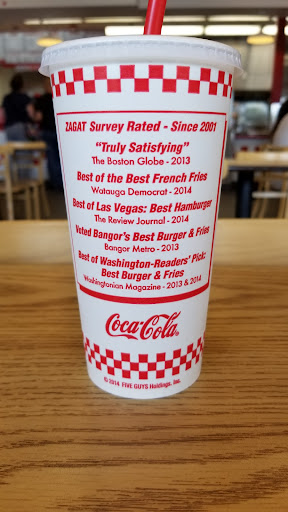 ZAGAT Survey Rated - Since 2001
"Truly Satisfying"
The Boston Globe - 2013
Best of the Best French Fries
Watauga Democrat - 2014
Best of Las Vegas: Best Hamburger
The Review Journal - 2014
Voted Bangor's Best Burger & Fries
Bangor Metro - 2013
Best of Washington-Readers' Pick:
Best Burger & Fries
Washingtonian Magazine - 2013 & 2014
Coca-Cola
© 2014 FIVE GUYS Holdings, Inc.